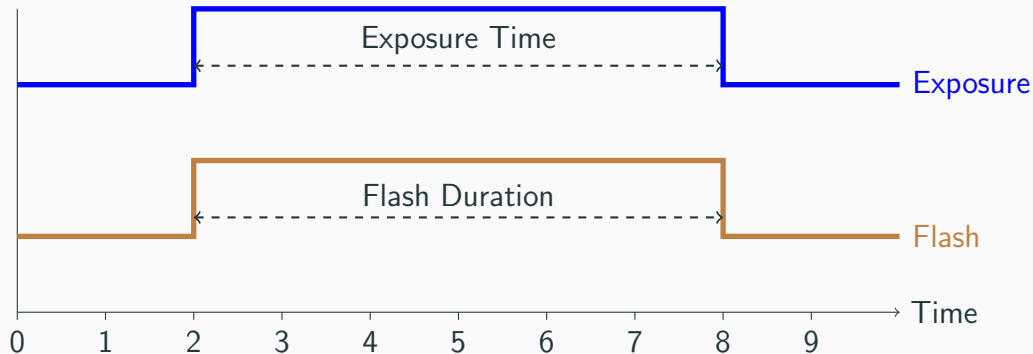 Exposure Time
Exposure
Flash Duration
Flash
Time
0 1 2 3 4 5 6 7 8 9